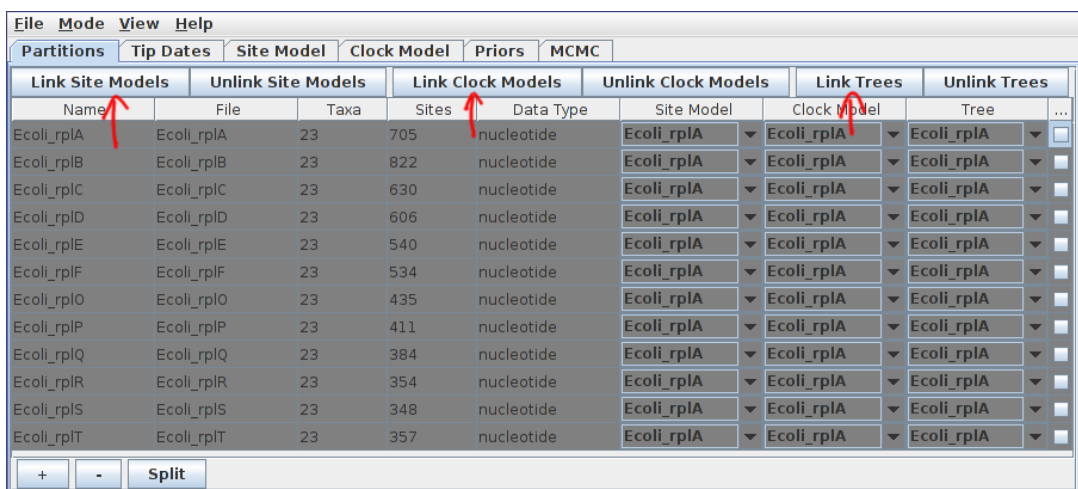 File Mode View Help
Partitions Tip Dates Site Model Clock Model Priors MCMC
Link Site Models Unlink Site Models Link Clock Models Unlink Clock Models Link Trees Unlink Trees
Name File Taxa Sites Data Type Site Model Clock Model Tree ...
Ecoli_rplA Ecoli_rplA 23 705 nucleotide Ecoli_rplA Ecoli_rplA Ecoli_rplA
Ecoli_rplB Ecoli_rplB 23 822 nucleotide Ecoli_rplA Ecoli_rplA Ecoli_rplA
Ecoli_rplC Ecoli_rplC 23 630 nucleotide Ecoli_rplA Ecoli_rplA Ecoli_rplA
Ecoli_rplD Ecoli_rplD 23 606 nucleotide Ecoli_rplA Ecoli_rplA Ecoli_rplA
Ecoli_rplE Ecoli_rplE 23 540 nucleotide Ecoli_rplA Ecoli_rplA Ecoli_rplA
Ecoli_rplF Ecoli_rplF 23 534 nucleotide Ecoli_rplA Ecoli_rplA Ecoli_rplA
Ecoli_rplO Ecoli_rplO 23 435 nucleotide Ecoli_rplA Ecoli_rplA Ecoli_rplA
Ecoli_rplP Ecoli_rplP 23 411 nucleotide Ecoli_rplA Ecoli_rplA Ecoli_rplA
Ecoli_rplQ Ecoli_rplQ 23 384 nucleotide Ecoli_rplA Ecoli_rplA Ecoli_rplA
Ecoli_rplR Ecoli_rplR 23 354 nucleotide Ecoli_rplA Ecoli_rplA Ecoli_rplA
Ecoli_rplS Ecoli_rplS 23 348 nucleotide Ecoli_rplA Ecoli_rplA Ecoli_rplA
Ecoli_rplT Ecoli_rplT 23 357 nucleotide Ecoli_rplA Ecoli_rplA Ecoli_rplA
+ - Split